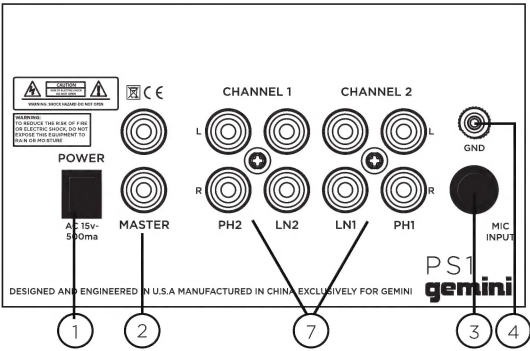 CAUTION
RISK OF ELECTRIC SHOCK
DO NOT OPEN
WARNING: SHOCK HAZARD-DO NOT OPEN
WARNING:
TO REDUCE THE RISK OF FIRE
OR ELECTRIC SHOCK, DO NOT
EXPOSE THIS EQUIPMENT TO
RAIN OR MOISTURE
CE
CHANNEL 1
CHANNEL 2
L
L
GND
POWER
R
R
AC 15v-
500ma
MASTER
PH2
LN2
LN1
PH1
MIC
INPUT
PS1
gemini
DESIGNED AND ENGINEERED IN U.S.A MANUFACTURED IN CHINA EXCLUSIVELY FOR GEMINI
1
2
7
3
4